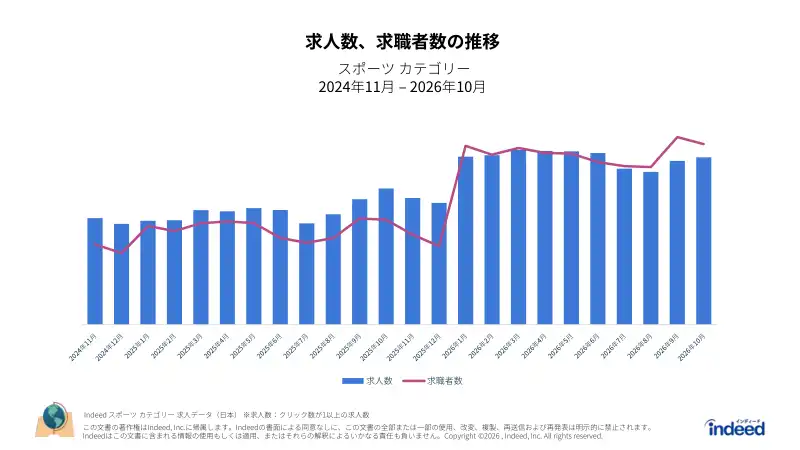 求人数、求職者数の推移
スポーツ カテゴリー
2024年11月 – 2026年10月
2024年11月
2024年12月
2025年1月
2025年2月
2025年3月
2025年4月
2025年5月
2025年6月
2025年7月
2025年8月
2025年9月
2025年10月
2025年11月
2025年12月
2026年1月
2026年2月
2026年3月
2026年4月
2026年5月
2026年6月
2026年7月
2026年8月
2026年9月
2026年10月
求人数 求職者数
Indeed スポーツ カテゴリー 求人データ（日本） ※求人数：クリック数が1以上の求人数
この文書の著作権はIndeed, Inc.に帰属します。Indeedの書面による同意なしに、この文書の全部または一部の使用、改変、複製、再送信および再発表は明示的に禁止されます。
Indeedはこの文書に含まれる情報の使用もしくは適用、またはそれらの解釈によるいかなる責任も負いません。Copyright ©2026 , Indeed, Inc. All rights reserved.
インディード
indeed